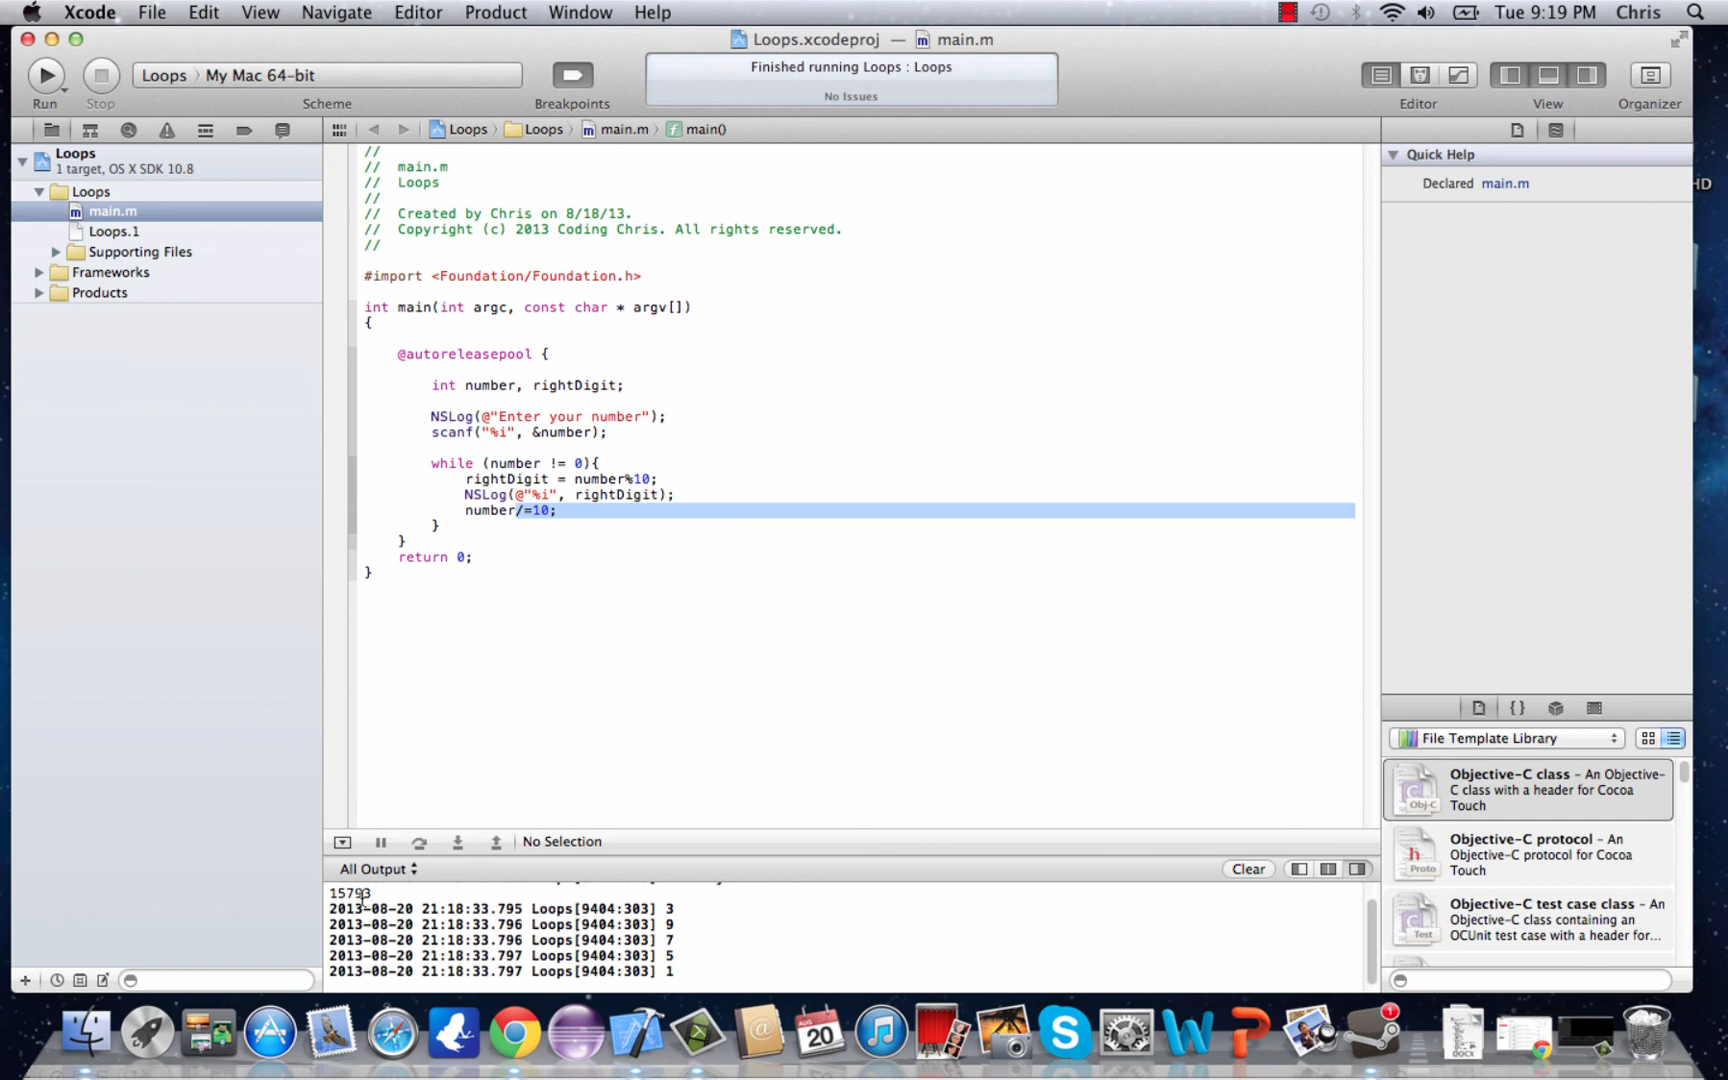 Xcode File Edit View Navigate Editor Product Window Help Tue 9:19 PM Chris
Loops.xcodeproj — main.m
Loops 〉 My Mac 64-bit
Finished running Loops : Loops
No Issues
Run Stop Scheme Breakpoints Editor View Organizer
Loops 〉 Loops 〉 main.m 〉 main()
Loops
1 target, OS X SDK 10.8
Loops
main.m
Loops.1
Supporting Files
Frameworks
Products
//
//  main.m
//  Loops
//
//  Created by Chris on 8/18/13.
//  Copyright (c) 2013 Coding Chris. All rights reserved.
//
#import <Foundation/Foundation.h>
int main(int argc, const char * argv[])
{
@autoreleasepool {
int number, rightDigit;
NSLog(@"Enter your number");
scanf("%i", &number);
while (number != 0){
rightDigit = number%10;
NSLog(@"%i", rightDigit);
number/=10;
}
}
return 0;
}
Quick Help
Declared main.m
HD
File Template Library
Objective-C class – An Objective-
C class with a header for Cocoa
Touch
Obj-C
Objective-C protocol – An
Objective-C protocol for Cocoa
Touch
Proto
Objective-C test case class – An
Objective-C class containing an
OCUnit test case with a header for...
Test
No Selection
All Output
Clear
15793
2013-08-20 21:18:33.795 Loops[9404:303] 3
2013-08-20 21:18:33.796 Loops[9404:303] 9
2013-08-20 21:18:33.796 Loops[9404:303] 7
2013-08-20 21:18:33.797 Loops[9404:303] 5
2013-08-20 21:18:33.797 Loops[9404:303] 1
AUG
20
1
DOCX